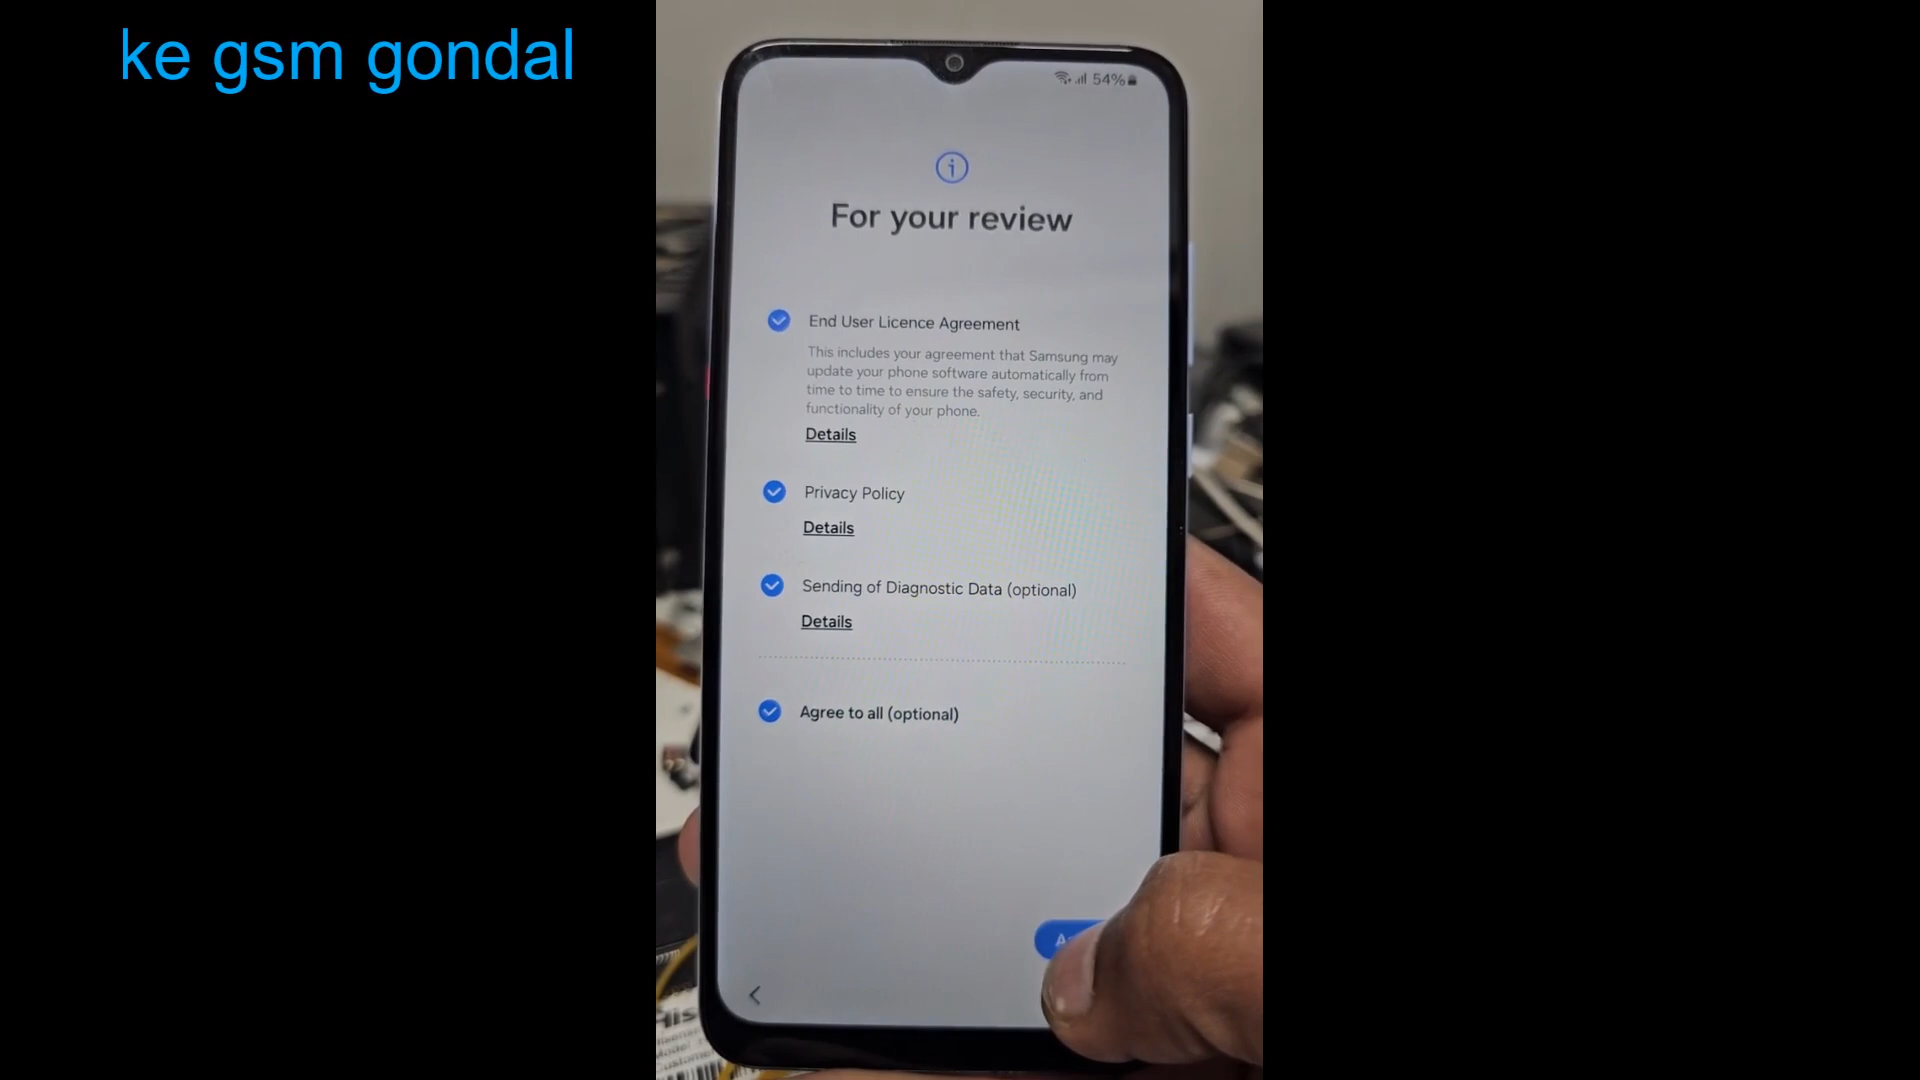 ke gsm gondal
54%
For your review
End User Licence Agreement
This includes your agreement that Samsung may
update your phone software automatically from
time to time to ensure the safety, security, and
functionality of your phone.
Details
Privacy Policy
Details
Sending of Diagnostic Data (optional)
Details
Agree to all (optional)